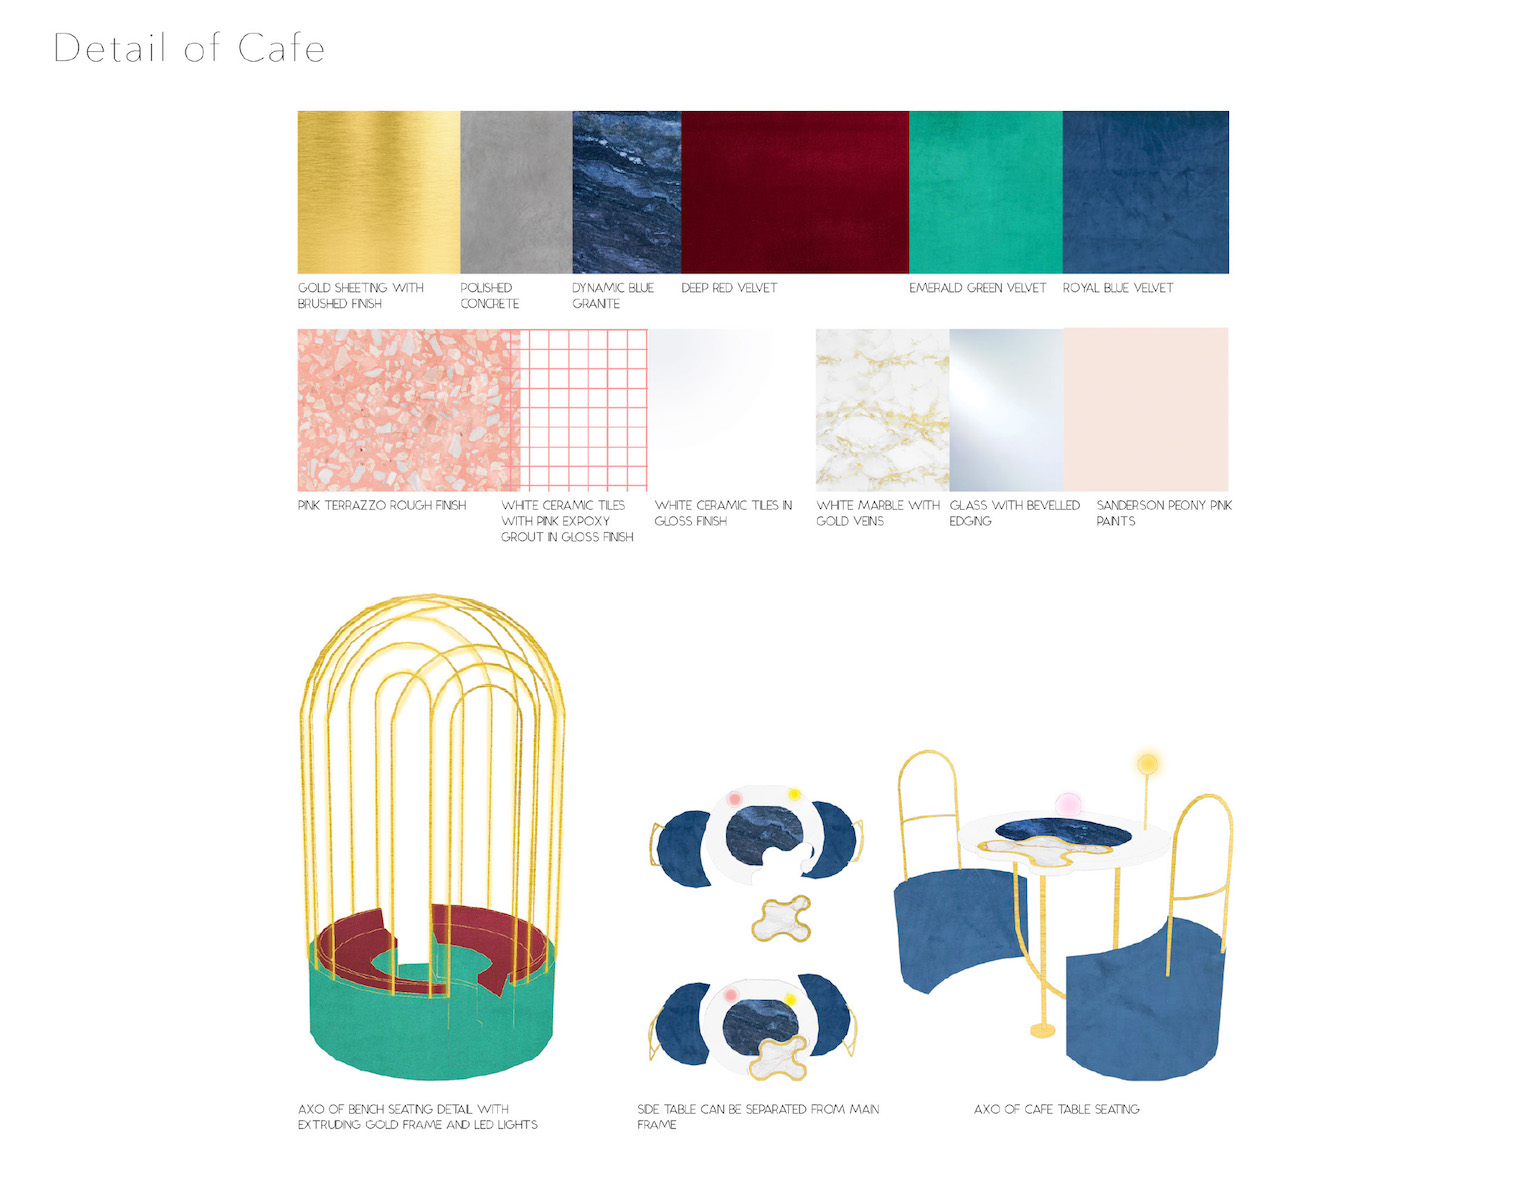 Detail of Cafe
GOLD SHEETING WITH
BRUSHED FINISH
POLISHED
CONCRETE
DYNAMIC BLUE
GRANITE
DEEP RED VELVET
EMERALD GREEN VELVET
ROYAL BLUE VELVET
PINK TERRAZZO ROUGH FINISH
WHITE CERAMIC TILES
WITH PINK EXPOXY
GROUT IN GLOSS FINISH
WHITE CERAMIC TILES IN
GLOSS FINISH
WHITE MARBLE WITH
GOLD VEINS
GLASS WITH BEVELLED
EDGING
SANDERSON PEONY PINK
PAINTS
AXO OF BENCH SEATING DETAIL WITH
EXTRUDING GOLD FRAME AND LED LIGHTS
SIDE TABLE CAN BE SEPARATED FROM MAIN
FRAME
AXO OF CAFE TABLE SEATING